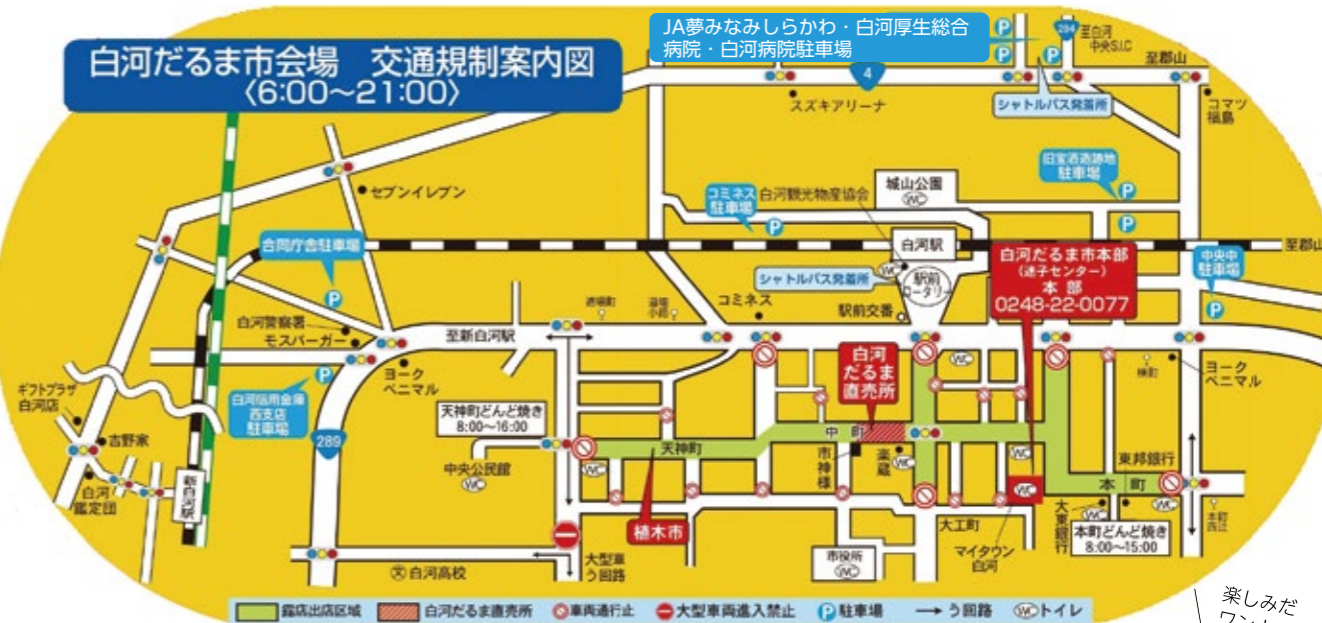 白河だるま市会場　交通規制案内図
〈6:00〜21:00〉
JA夢みなみしらかわ・白河厚生総合
病院・白河病院駐車場
P
P
P
P
294
至白河
中央S.I.C
至郡山
4
スズキアリーナ
シャトルバス発着所
コマツ
福島
セブンイレブン
コミネス
駐車場
P
白河観光物産協会
城山公園
WC
旧宝酒造跡地
駐車場
P
P
合同庁舎駐車場
P
白河駅
至郡山
シャトルバス発着所
WC
駅前
ロータリー
白河だるま市本部
(迷子センター)
本部
0248-22-0077
中央中
駐車場
P
白河警察署
モスバーガー
至新白河駅
コミネス
駅前交番
WC
ヨーク
ベニマル
白河
だるま
直売所
横町
ヨーク
ベニマル
ギフトプラザ
白河店
白河信用金庫
西支店
駐車場
P
289
天神町どんど焼き
8:00〜16:00
天神町
中町
吉野家
中央公民館
WC
WC
市神様
楽蔵
WC
WC
東邦銀行
本町
WC
白河
鑑定団
新白河駅
植木市
大工町
マイタウン
白河
大東銀行
WC
本町どんど焼き
8:00〜15:00
文 白河高校
大型車
う回路
市役所
WC
露店出店区域
白河だるま直売所
車両通行止
大型車両進入禁止
P 駐車場
う回路
WC トイレ
楽しみだ